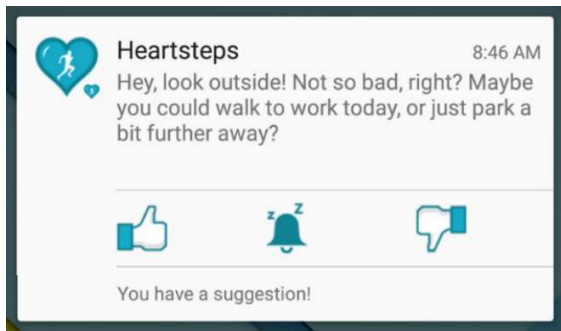 Heartsteps
8:46 AM
Hey, look outside! Not so bad, right? Maybe
you could walk to work today, or just park a
bit further away?
z z
You have a suggestion!